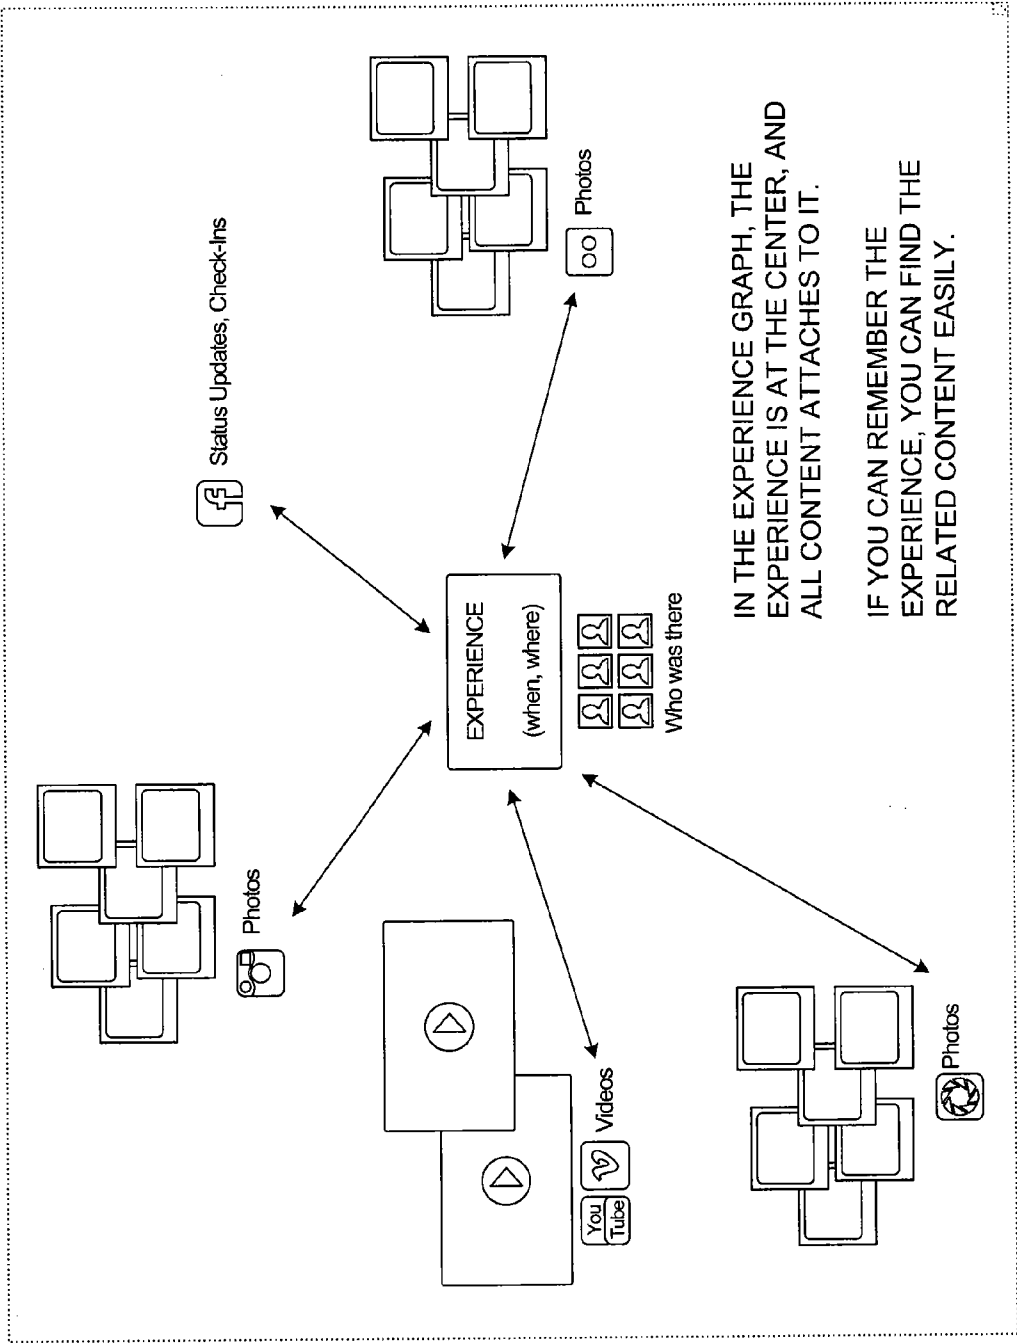 Photos
Status Updates, Check-Ins
Videos
You
Tube
EXPERIENCE
(when, where)
Who was there
Photos
Photos
IN THE EXPERIENCE GRAPH, THE
EXPERIENCE IS AT THE CENTER, AND
ALL CONTENT ATTACHES TO IT.
IF YOU CAN REMEMBER THE
EXPERIENCE, YOU CAN FIND THE
RELATED CONTENT EASILY.